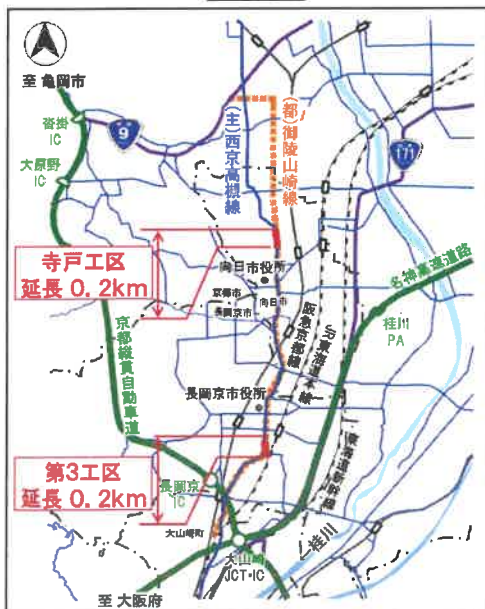 至 亀岡市
沓掛
IC
9
大原野
IC
(主)西京高槻線
(都)御陵山崎線
171
寺戸工区
延長 0.2km
向日市役所
京都市
向日市
長岡京市
名神高速道路
桂川
PA
阪急京都線
JR東海道本線
京都縦貫自動車道
長岡京市役所
東海道新幹線
第3工区
延長 0.2km
長岡京
IC
大山崎町
大山崎
JCT・IC
桂川
至 大阪府